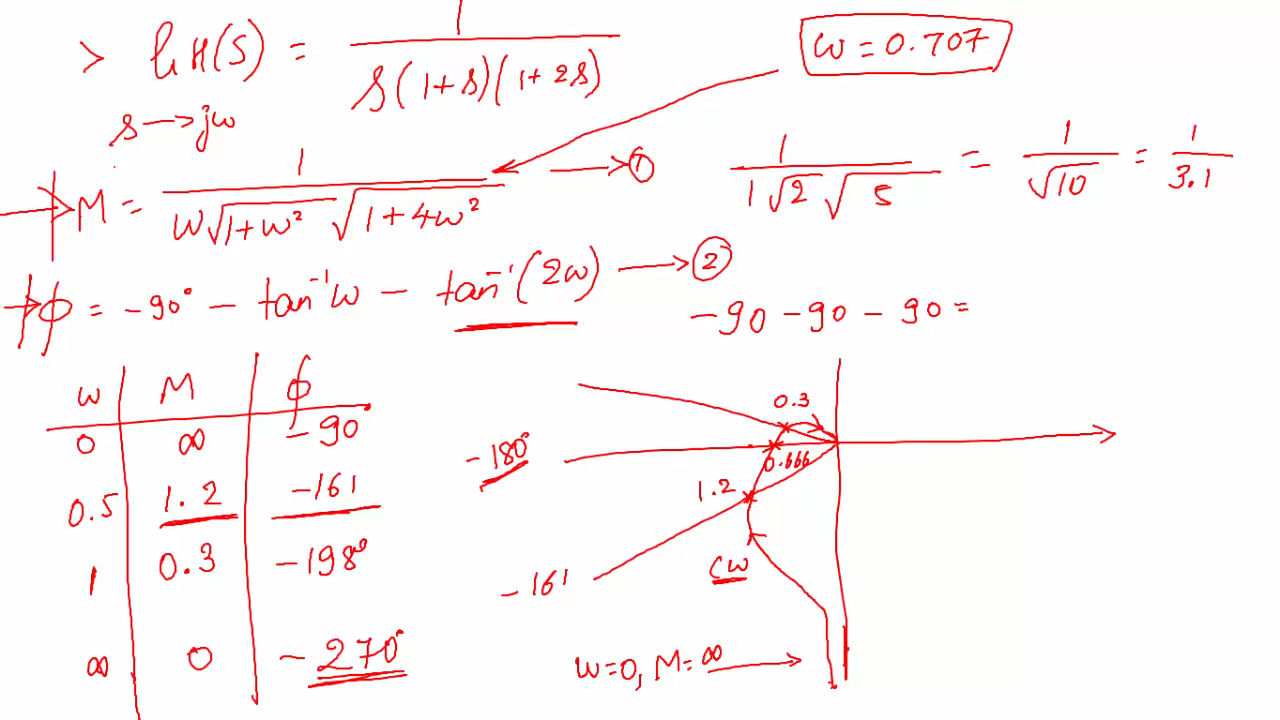 > G H(S) = 1 / s(1+s)(1+2s)
ω = 0.707
s → jω
M = 1 / ω√1+ω² √1+4ω² → ①
1 / 1√2 √5 = 1 / √10 = 1 / 3.1
ϕ = -90° - tan⁻¹ω - tan⁻¹(2ω) → ②
-90 -90 - 90 =
ω M ϕ
0 ∞ -90°
0.5 1.2 -161
1 0.3 -198°
∞ 0 -270°
0.3
-180°
0.666
1.2
-161
CW
ω=0, M=∞ →